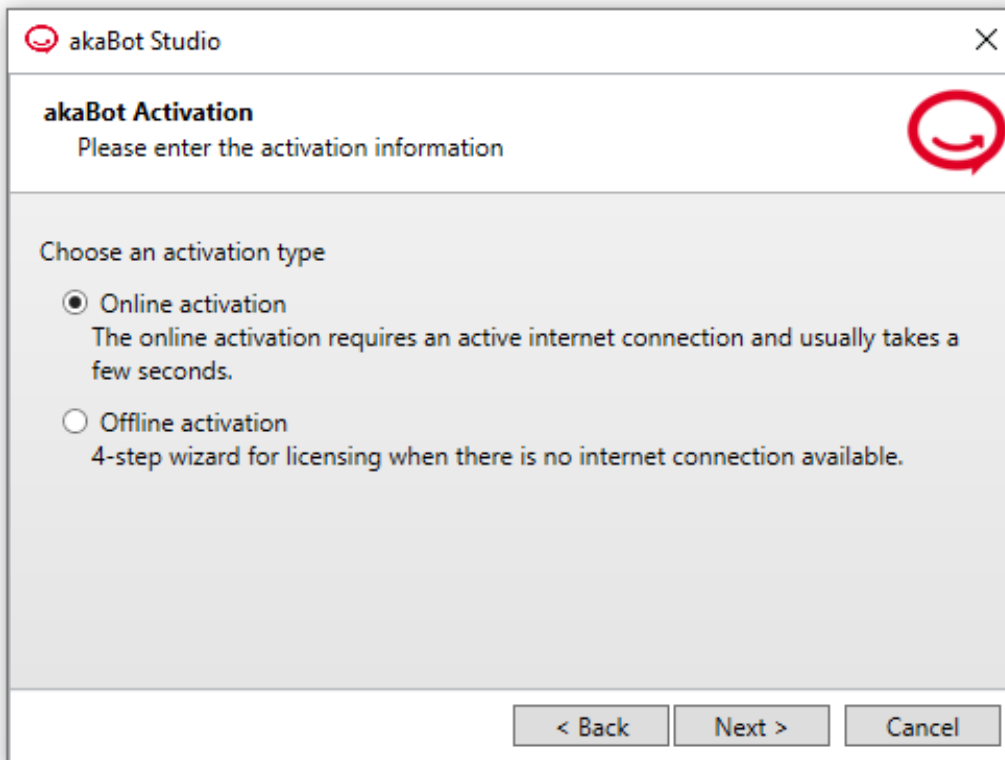 akaBot Studio
akaBot Activation
Please enter the activation information
Choose an activation type
Online activation
The online activation requires an active internet connection and usually takes a
few seconds.
Offline activation
4-step wizard for licensing when there is no internet connection available.
< Back
Next >
Cancel